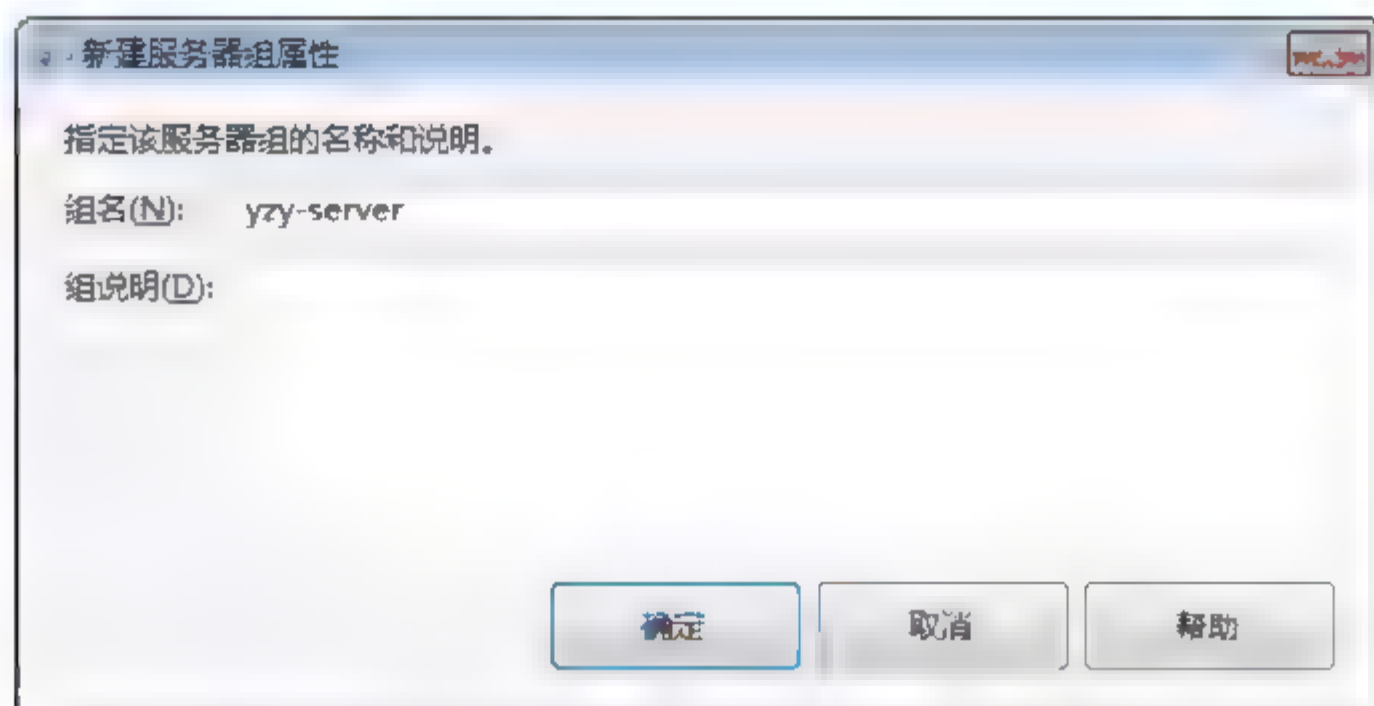 新建服务器组属性
指定该服务器组的名称和说明。
组名(N): yzy-server
组说明(D):
确定 取消 帮助